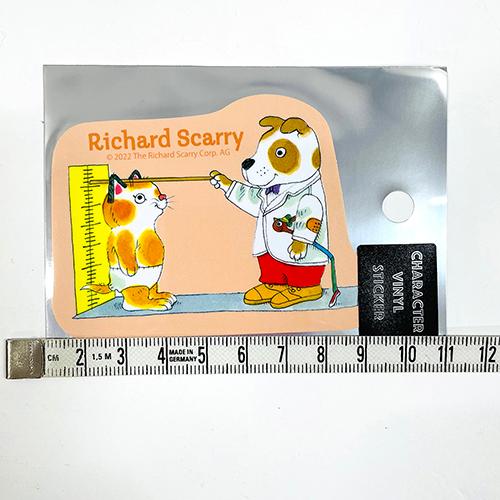 Richard Scarry
© 2022 The Richard Scarry Corp. AG
CHARACTER
VINYL
STICKER
CM 2 1.5 M 3 4 MADE IN GERMANY 5 6 7 8 9 10 11 12